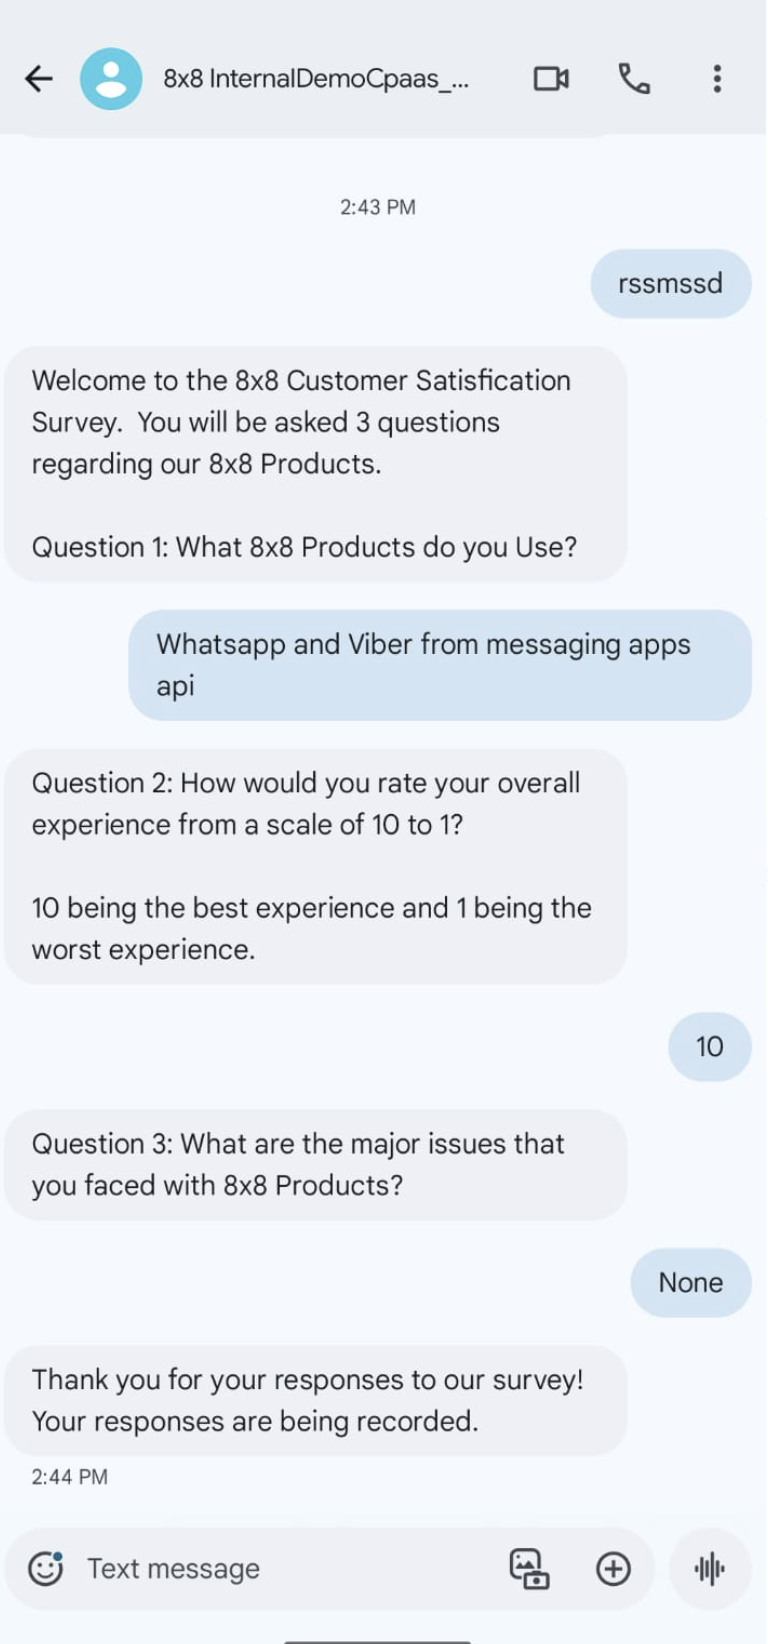 8x8 InternalDemoCpaas_...
2:43 PM
rssmssd
Welcome to the 8x8 Customer Satisfication
Survey.  You will be asked 3 questions
regarding our 8x8 Products.
Question 1: What 8x8 Products do you Use?
Whatsapp and Viber from messaging apps
api
Question 2: How would you rate your overall
experience from a scale of 10 to 1?
10 being the best experience and 1 being the
worst experience.
10
Question 3: What are the major issues that
you faced with 8x8 Products?
None
Thank you for your responses to our survey!
Your responses are being recorded.
2:44 PM
Text message